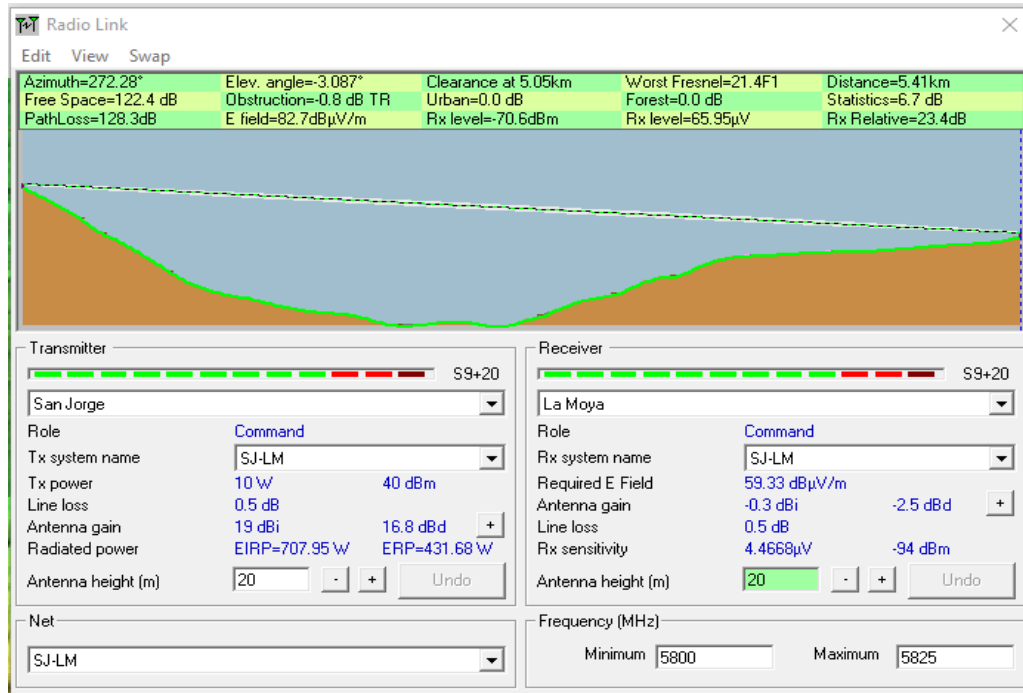 Radio Link
Edit View Swap
Azimuth=272.28° Elev. angle=-3.087° Clearance at 5.05km Worst Fresnel=21.4F1 Distance=5.41km
Free Space=122.4 dB Obstruction=-0.8 dB TR Urban=0.0 dB Forest=0.0 dB Statistics=6.7 dB
PathLoss=128.3dB E field=82.7dBμV/m Rx level=-70.6dBm Rx level=65.95μV Rx Relative=23.4dB
Transmitter
S9+20
San Jorge
Role Command
Tx system name SJ-LM
Tx power 10 W 40 dBm
Line loss 0.5 dB
Antenna gain 19 dBi 16.8 dBd +
Radiated power EIRP=707.95 W ERP=431.68 W
Antenna height (m) 20 - + Undo
Receiver
S9+20
La Moya
Role Command
Rx system name SJ-LM
Required E Field 59.33 dBμV/m
Antenna gain -0.3 dBi -2.5 dBd +
Line loss 0.5 dB
Rx sensitivity 4.4668μV -94 dBm
Antenna height (m) 20 - + Undo
Net
SJ-LM
Frequency (MHz)
Minimum 5800 Maximum 5825